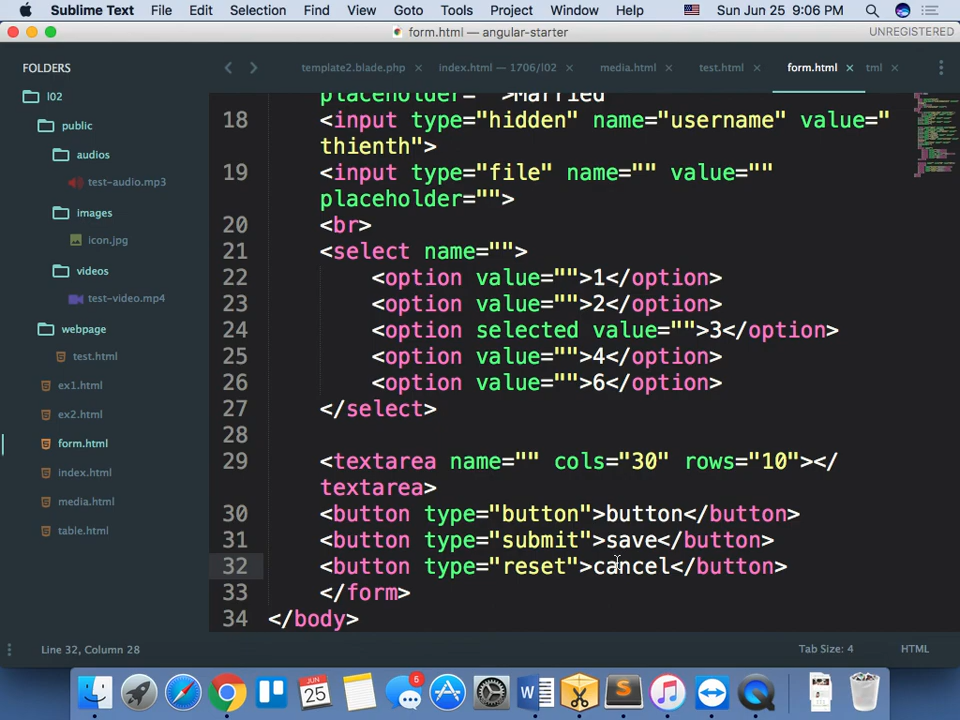 Sublime Text File Edit Selection Find View Goto Tools Project Window Help Sun Jun 25 9:06 PM
form.html — angular-starter UNREGISTERED
FOLDERS
template2.blade.php × index.html — 1706/l02 × media.html × test.html × form.html × tml ×
l02
public
audios
test-audio.mp3
images
icon.jpg
videos
test-video.mp4
webpage
test.html
ex1.html
ex2.html
form.html
index.html
media.html
table.html
placeholder="">Married
18 <input type="hidden" name="username" value="
thienth">
19 <input type="file" name="" value=""
placeholder="">
20 <br>
21 <select name="">
22 <option value="">1</option>
23 <option value="">2</option>
24 <option selected value="">3</option>
25 <option value="">4</option>
26 <option value="">6</option>
27 </select>
28
29 <textarea name="" cols="30" rows="10"></
textarea>
30 <button type="button">button</button>
31 <button type="submit">save</button>
32 <button type="reset">cancel</button>
33 </form>
34 </body>
Line 32, Column 28 Tab Size: 4 HTML
JUN
25
6